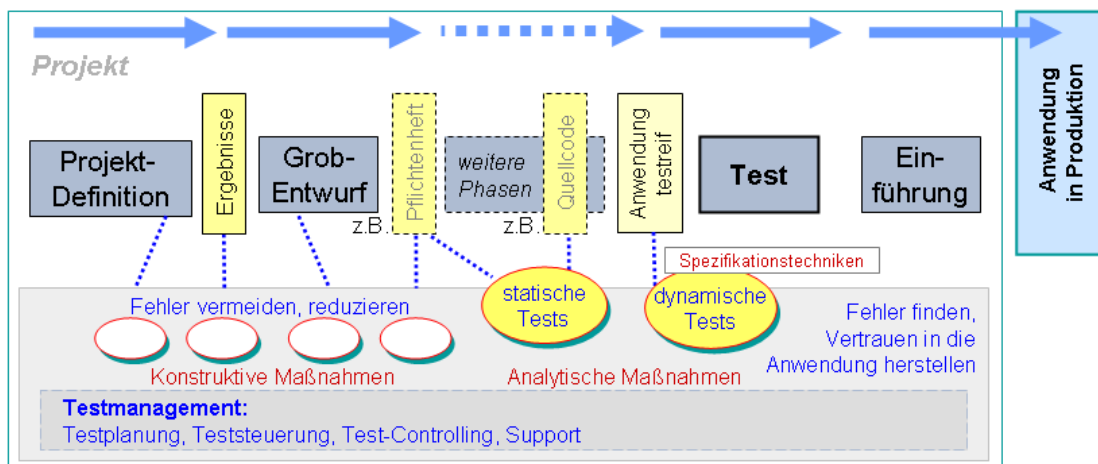 Projekt
Anwendung
in Produktion
Projekt-
Definition
Ergebnisse
Grob-
Entwurf
z.B.
Pflichtenheft
weitere
Phasen
z.B.
Quellcode
Anwendung
testreif
Test
Ein-
führung
Spezifikationstechniken
Fehler vermeiden, reduzieren
statische
Tests
dynamische
Tests
Fehler finden,
Vertrauen in die
Anwendung herstellen
Konstruktive Maßnahmen
Analytische Maßnahmen
Testmanagement:
Testplanung, Teststeuerung, Test-Controlling, Support